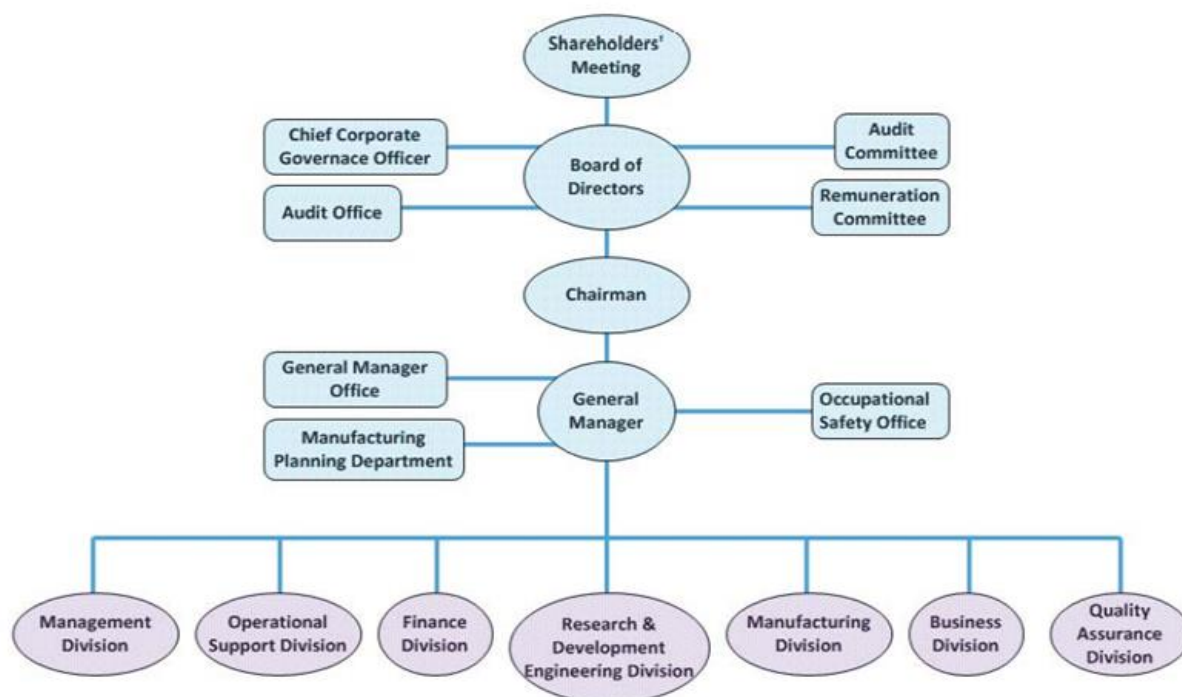 Shareholders'
Meeting
Chief Corporate
Governace Officer
Audit
Committee
Board of
Directors
Audit Office
Remuneration
Committee
Chairman
General Manager
Office
General
Manager
Occupational
Safety Office
Manufacturing
Planning Department
Management
Division
Operational
Support Division
Finance
Division
Research &
Development
Engineering Division
Manufacturing
Division
Business
Division
Quality
Assurance
Division